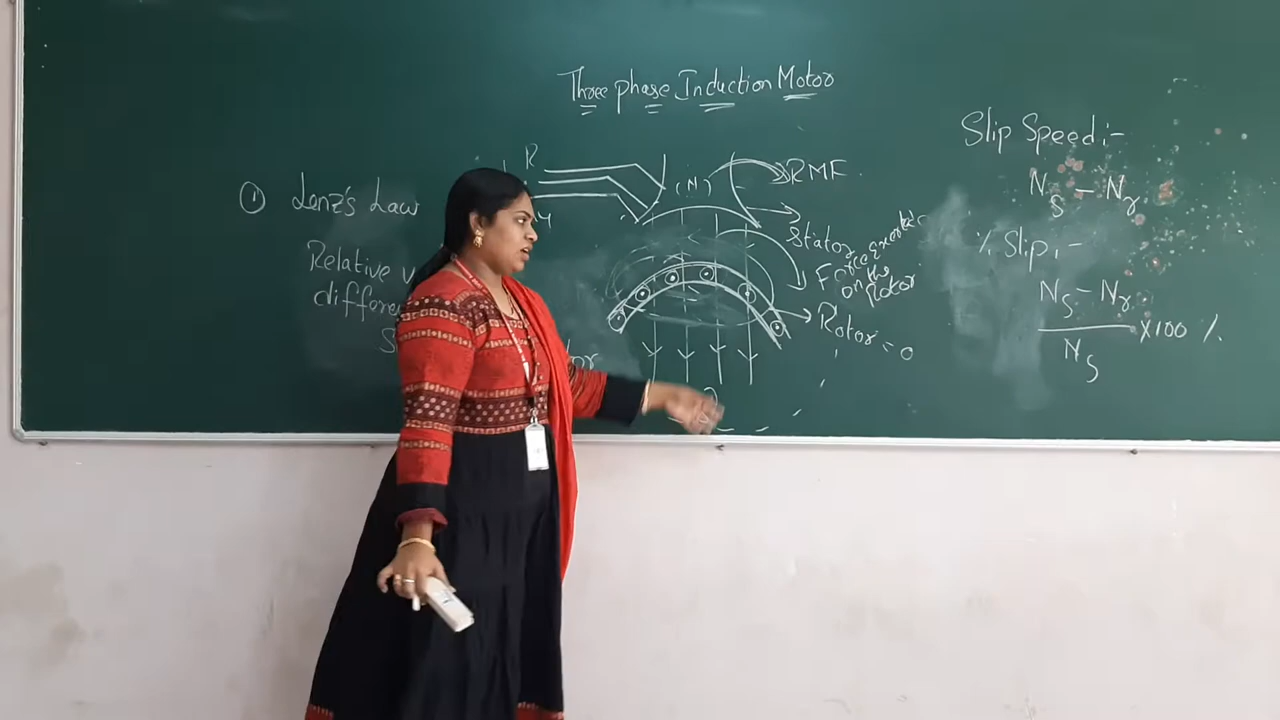 Three phase Induction Motor
① Lenz's Law
Relative
R
Y
(N)
RMF
Stator
Force exerted
on the
Rotor
Rotor = 0
Slip Speed :-
Ns - Nr
% Slip :-
Ns - Nr
X100 %
Ns